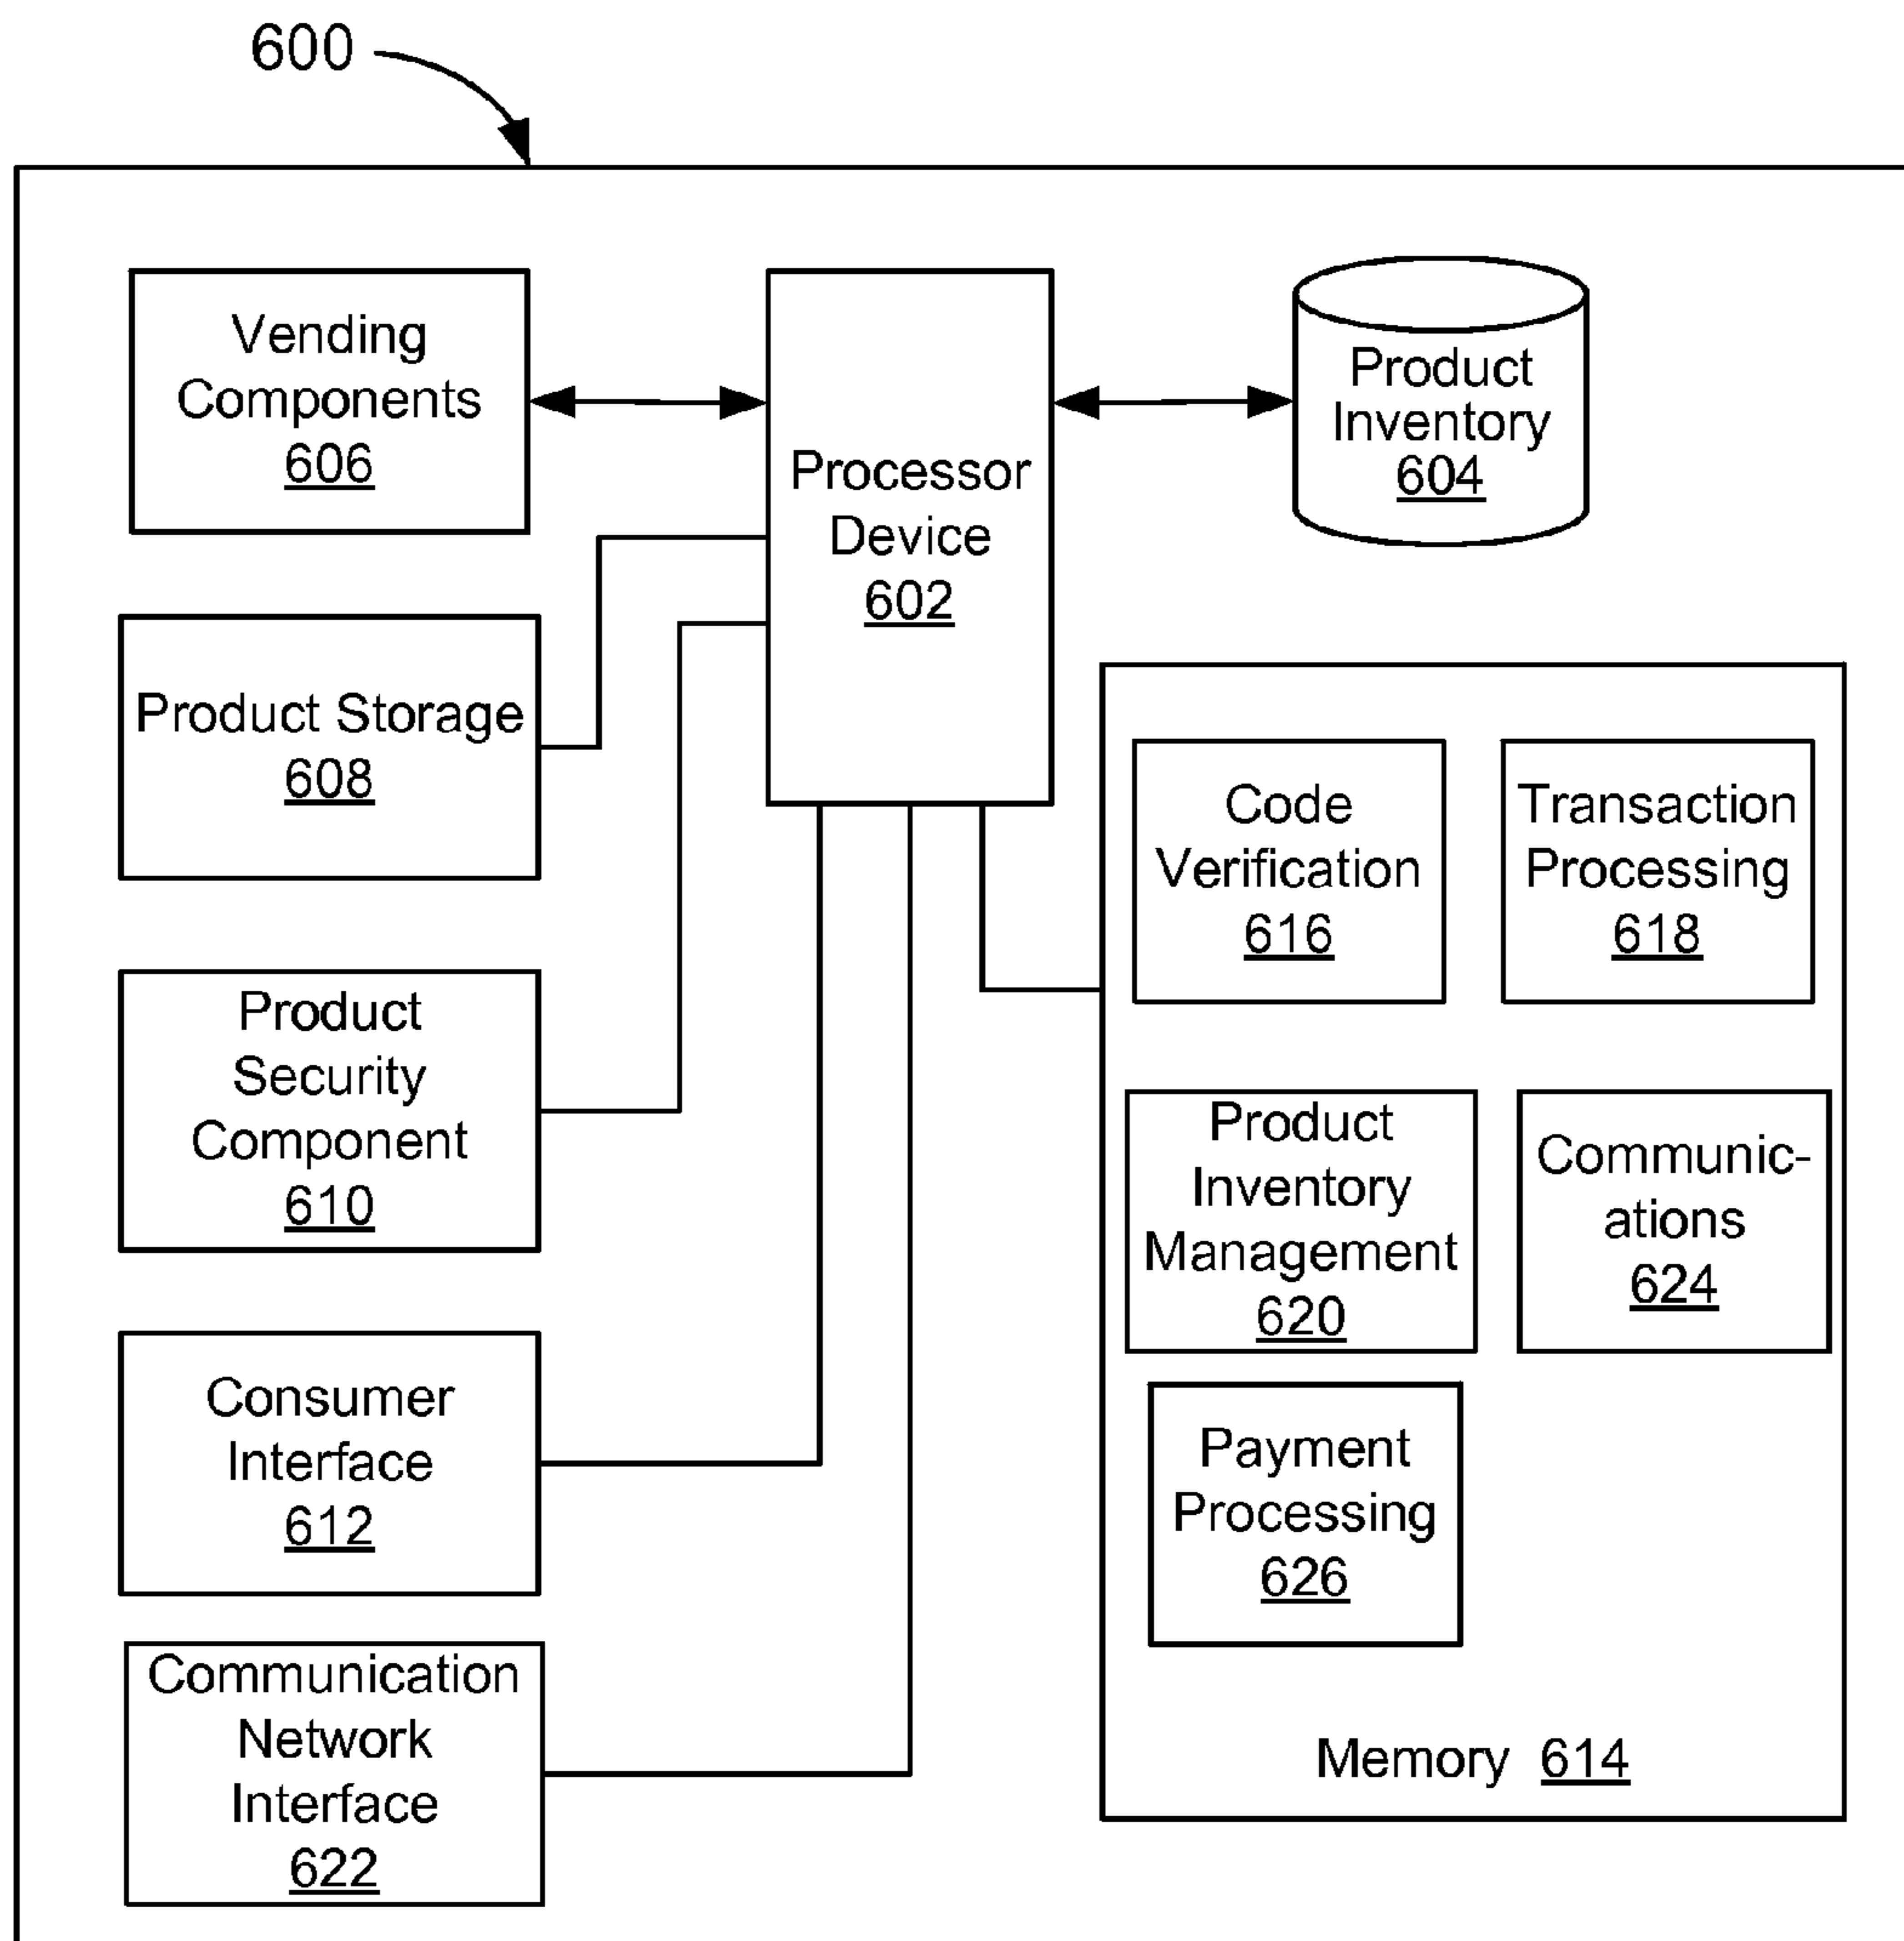 600
Vending
Components
606
Processor
Device
602
Product
Inventory
604
Product Storage
608
Product
Security
Component
610
Consumer
Interface
612
Communication
Network
Interface
622
Code
Verification
616
Transaction
Processing
618
Product
Inventory
Management
620
Communic-
ations
624
Payment
Processing
626
Memory 614